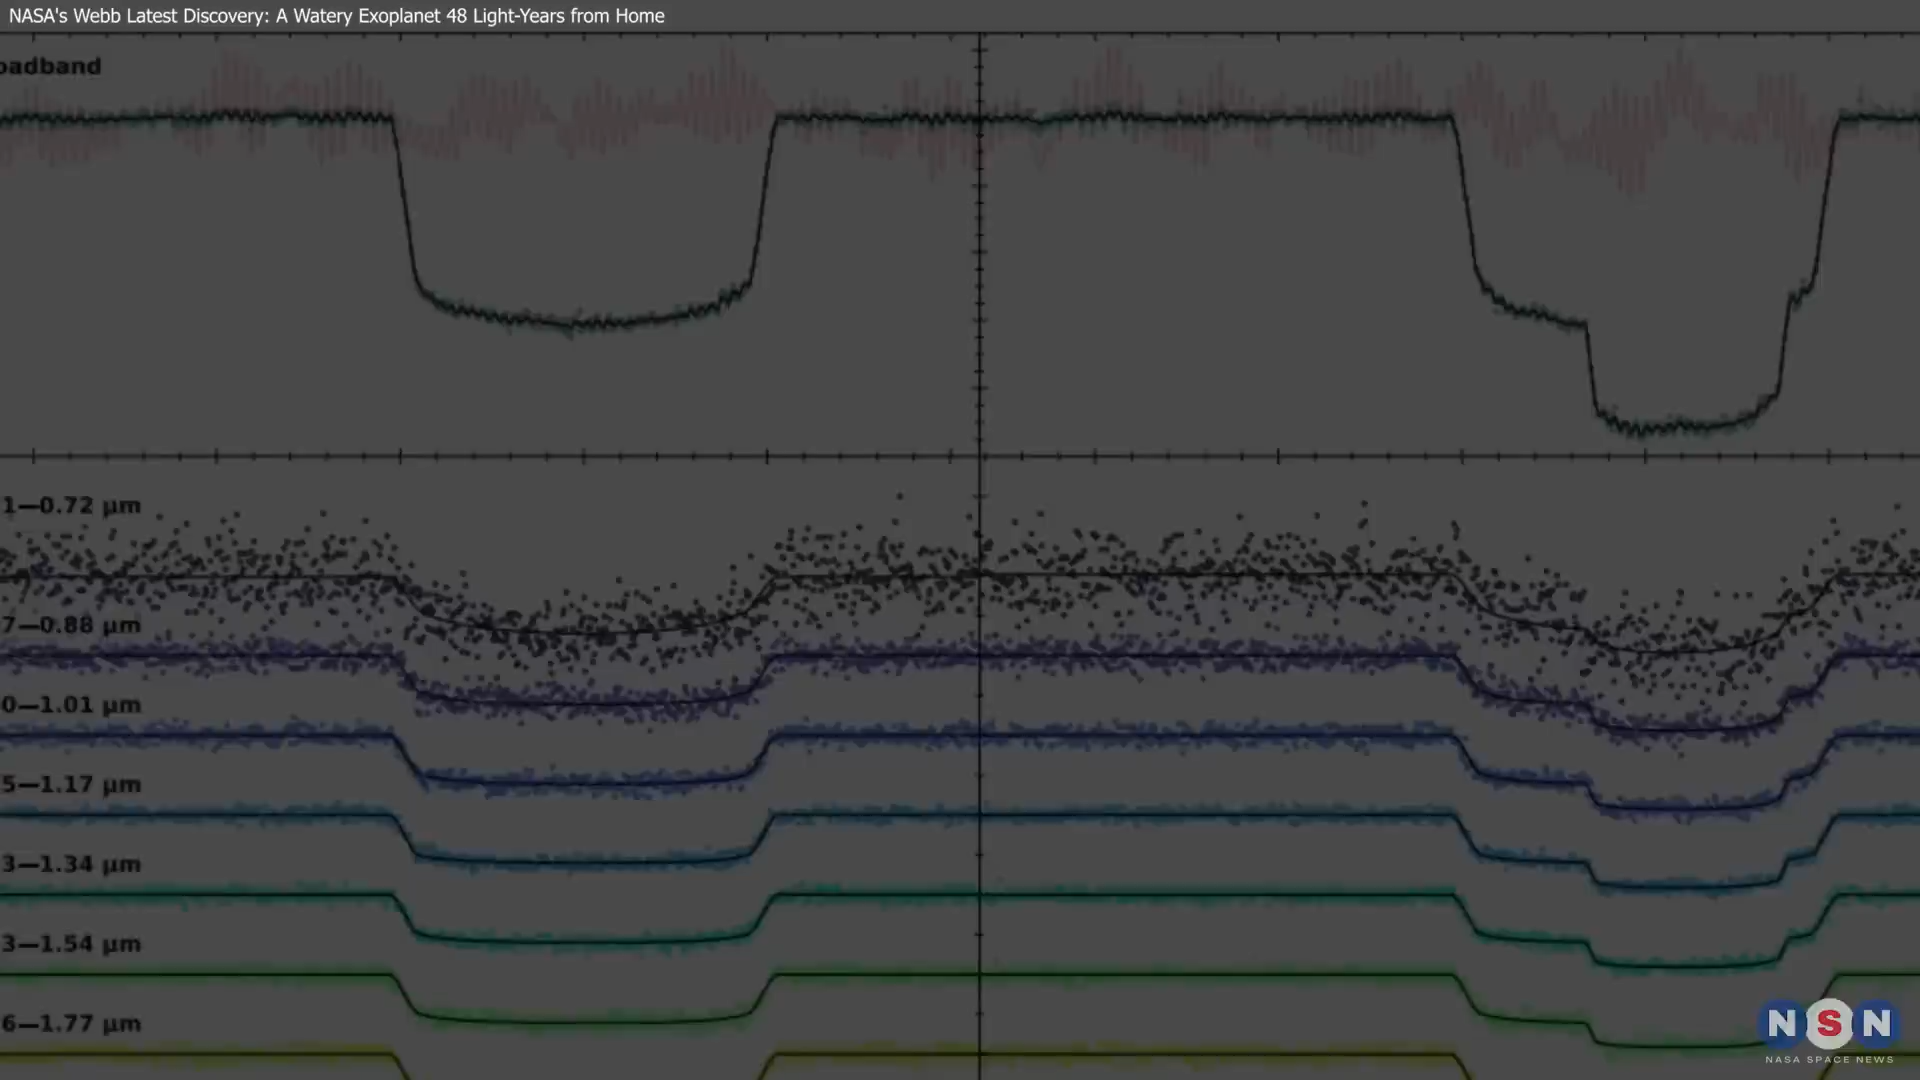 NASA's Webb Latest Discovery: A Watery Exoplanet 48 Light-Years from Home
oadband
1—0.72 µm
7—0.88 µm
0—1.01 µm
5—1.17 µm
3—1.34 µm
3—1.54 µm
6—1.77 µm
NSN
NASA SPACE NEWS